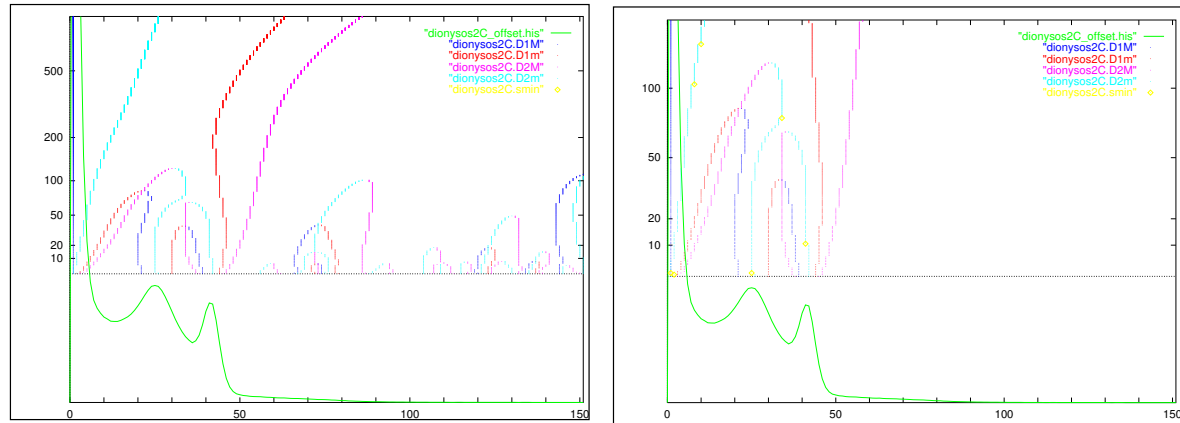 "dionysos2C_offset.his"
"dionysos2C.D1M"
"dionysos2C.D1m"
"dionysos2C.D2M"
"dionysos2C.D2m"
"dionysos2C.smin"
500
200
100
50
20
10
0
50
100
150
"dionysos2C_offset.his"
"dionysos2C.D1M"
"dionysos2C.D1m"
"dionysos2C.D2M"
"dionysos2C.D2m"
"dionysos2C.smin"
100
50
20
10
0
50
100
150